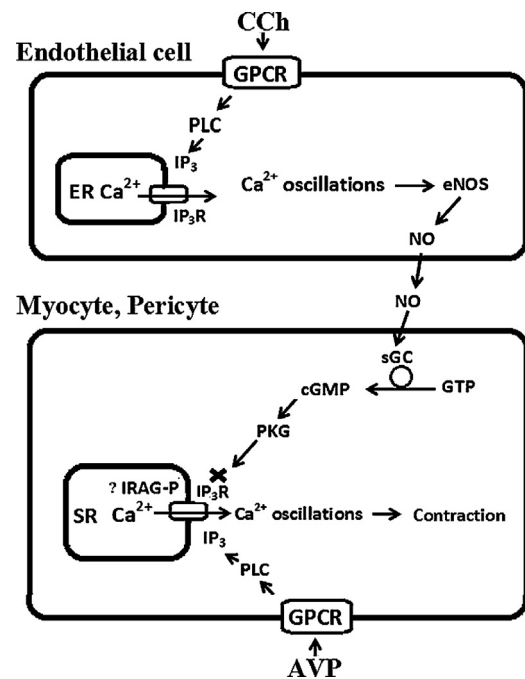 CCh
Endothelial cell
GPCR
PLC
IP₃
ER Ca²⁺
IP₃R
Ca²⁺ oscillations
eNOS
NO
Myocyte, Pericyte
NO
sGC
cGMP
GTP
PKG
? IRAG-P
IP₃R
SR Ca²⁺
Ca²⁺ oscillations
Contraction
IP₃
PLC
GPCR
AVP